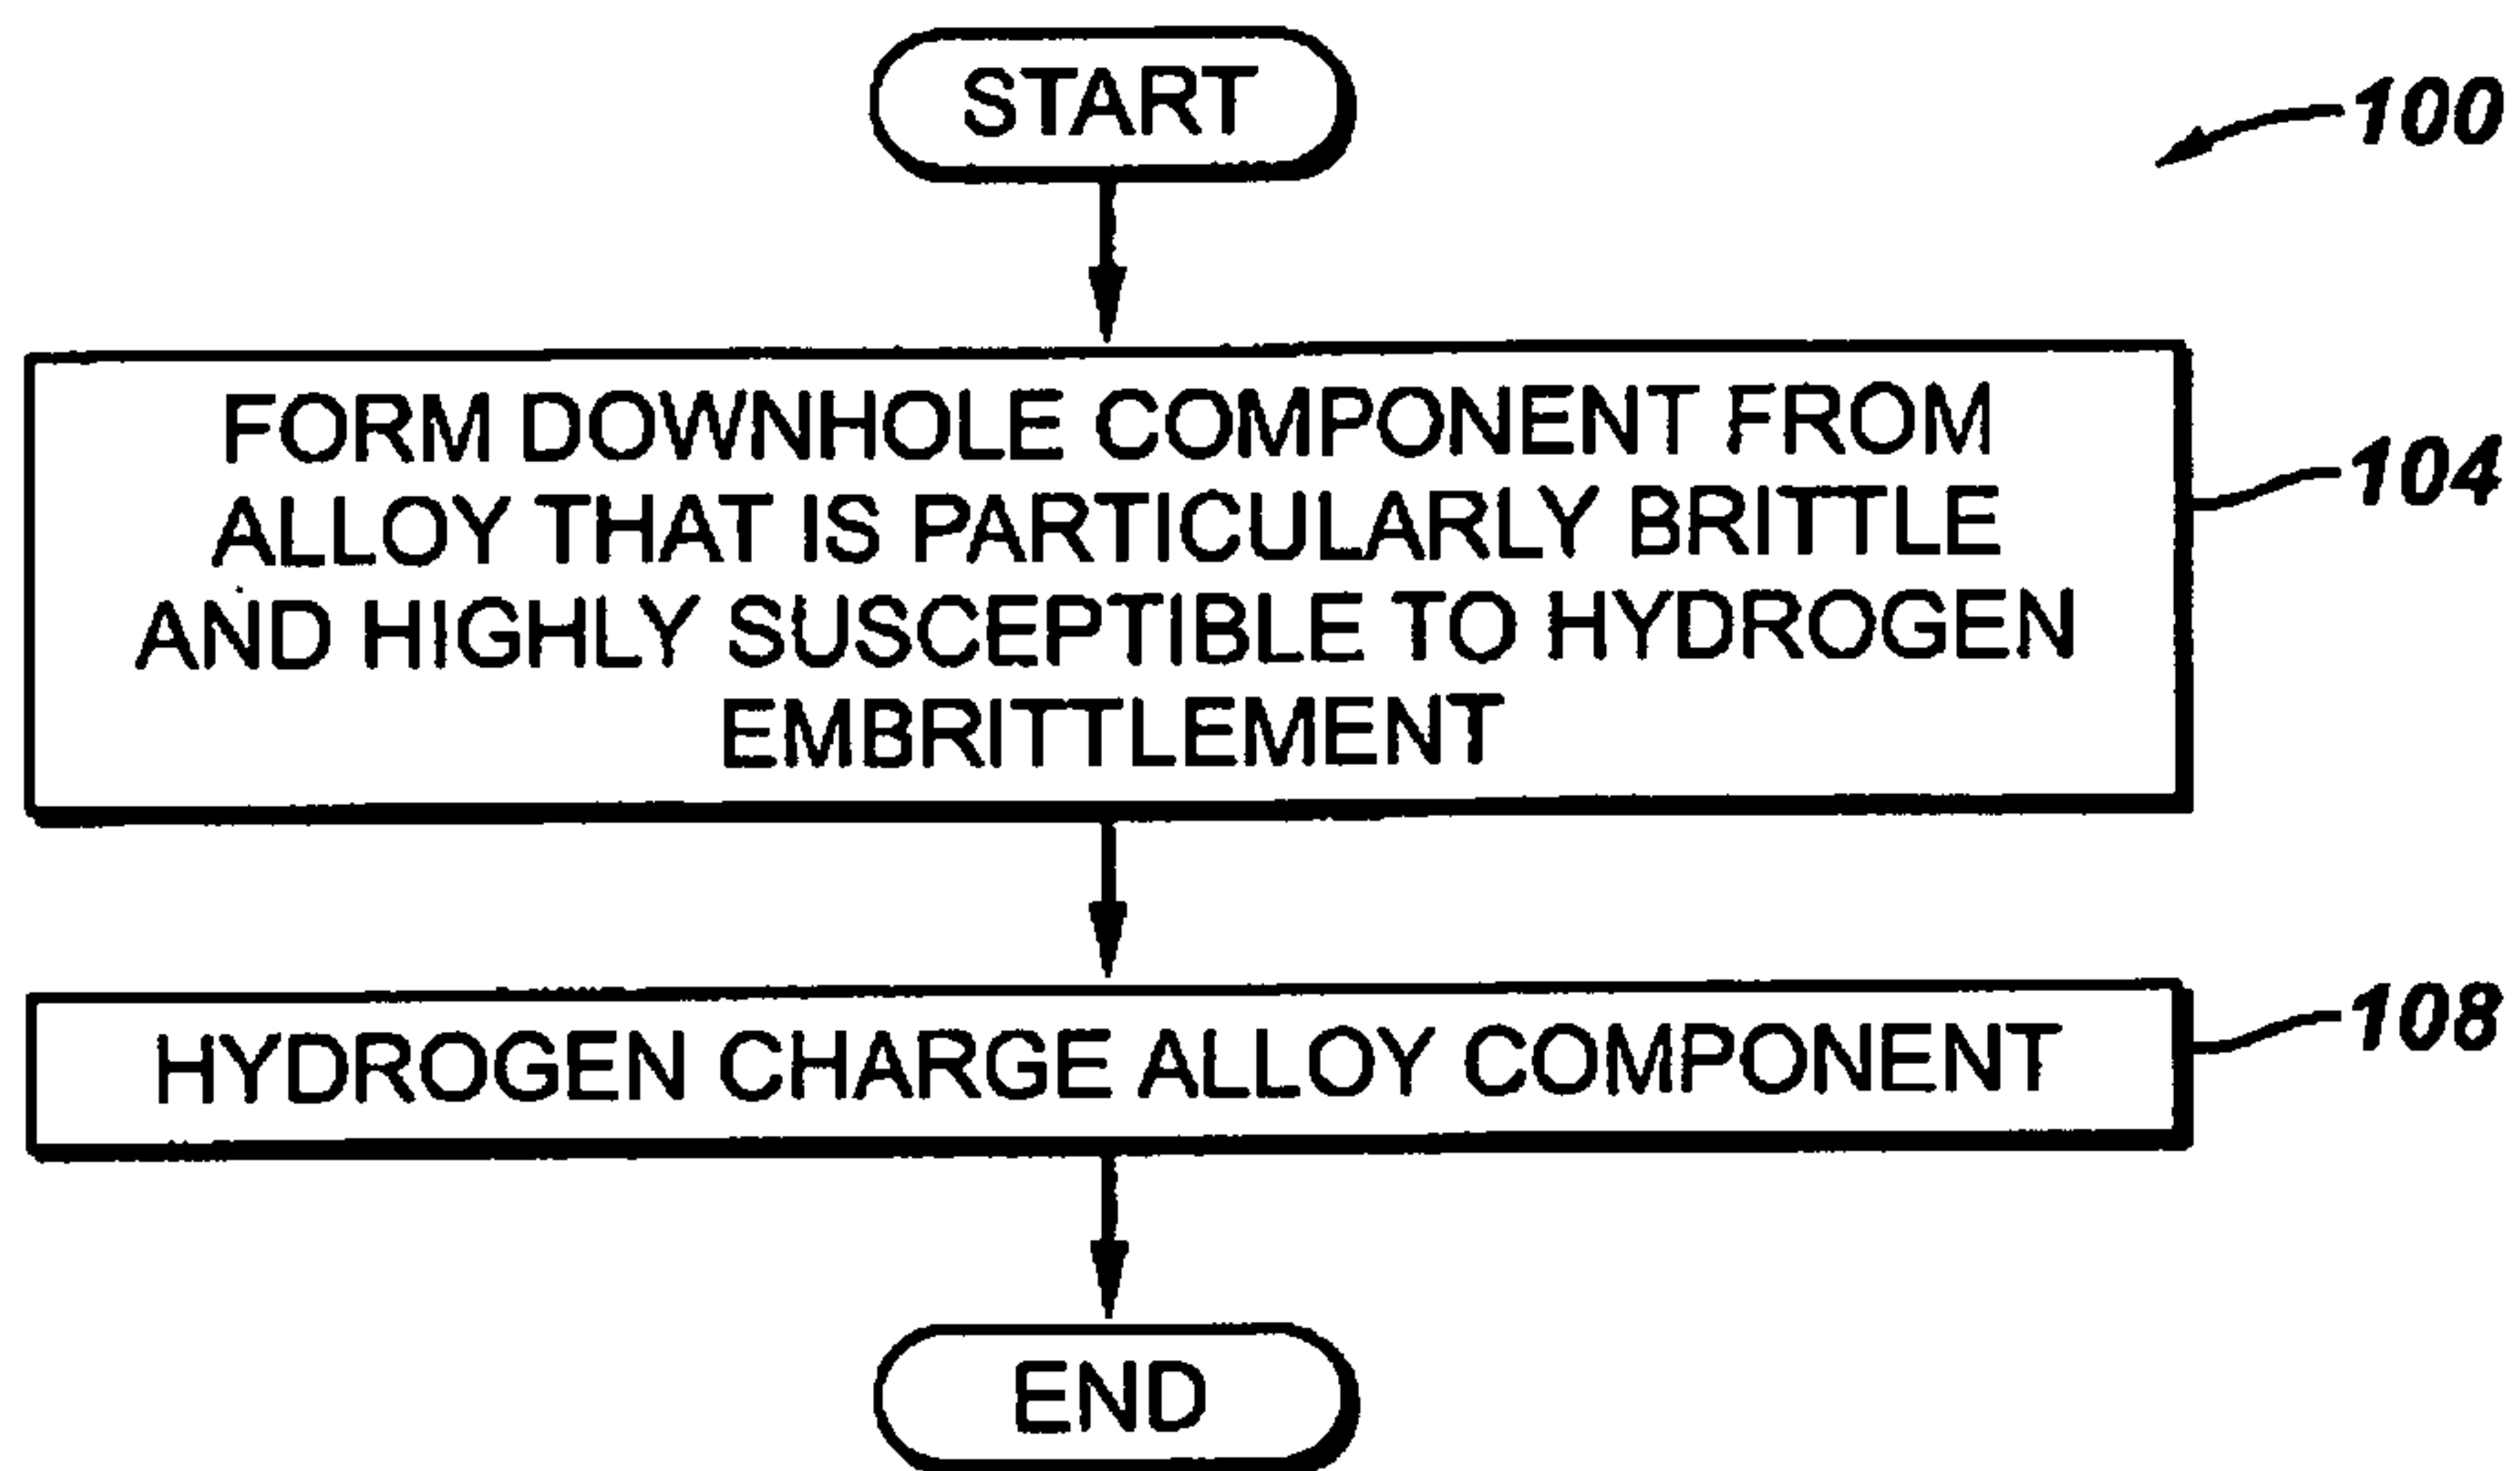 START
100
FORM DOWNHOLE COMPONENT FROM
ALLOY THAT IS PARTICULARLY BRITTLE
AND HIGHLY SUSCEPTIBLE TO HYDROGEN
EMBRITTLEMENT
104
HYDROGEN CHARGE ALLOY COMPONENT
108
END